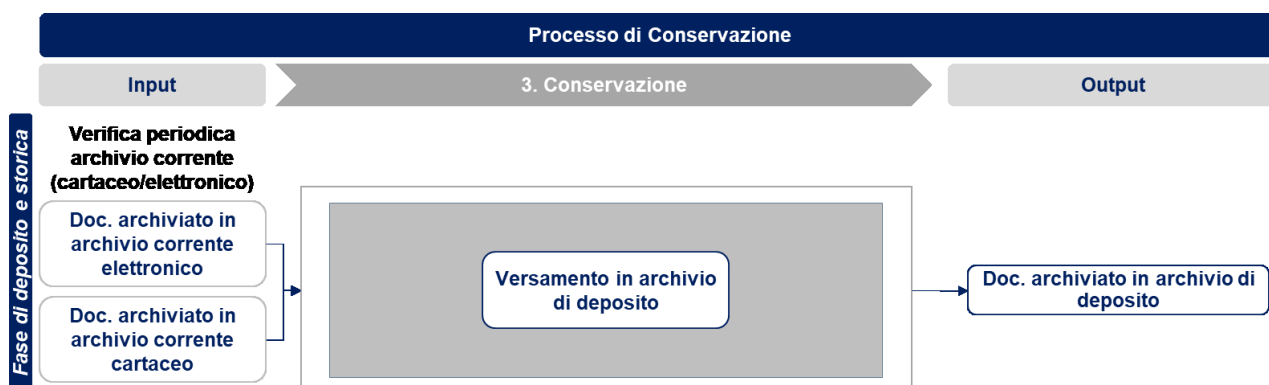 Processo di Conservazione
Input
3. Conservazione
Output
Fase di deposito e storica
Verifica periodica
archivio corrente
(cartaceo/elettronico)
Doc. archiviato in
archivio corrente
elettronico
Doc. archiviato in
archivio corrente
cartaceo
Versamento in archivio
di deposito
Doc. archiviato in archivio di
deposito